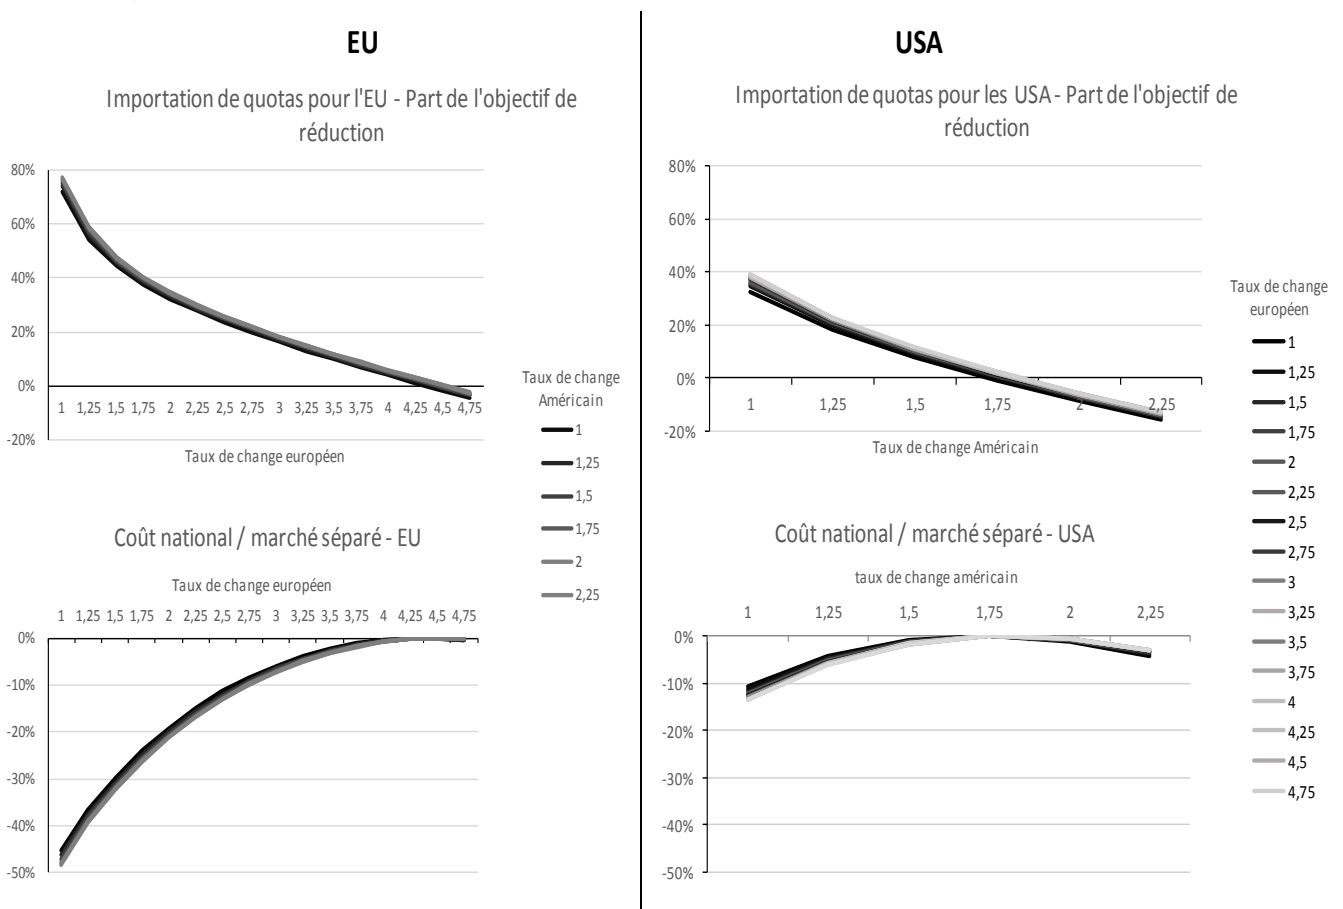 EU
Importation de quotas pour l'EU - Part de l'objectif de
réduction
80%
60%
40%
20%
0%
-20%
1 1,25 1,5 1,75 2 2,25 2,5 2,75 3 3,25 3,5 3,75 4 4,25 4,5 4,75
Taux de change européen
Taux de change
Américain
1
1,25
1,5
1,75
2
2,25
Coût national / marché séparé - EU
Taux de change européen
1 1,25 1,5 1,75 2 2,25 2,5 2,75 3 3,25 3,5 3,75 4 4,25 4,5 4,75
0%
-10%
-20%
-30%
-40%
-50%
USA
Importation de quotas pour les USA - Part de l'objectif de
réduction
80%
60%
40%
20%
0%
-20%
1 1,25 1,5 1,75 2 2,25
Taux de change Américain
Coût national / marché séparé - USA
taux de change américain
1 1,25 1,5 1,75 2 2,25
0%
-10%
-20%
-30%
-40%
-50%
Taux de change
européen
1
1,25
1,5
1,75
2
2,25
2,5
2,75
3
3,25
3,5
3,75
4
4,25
4,5
4,75